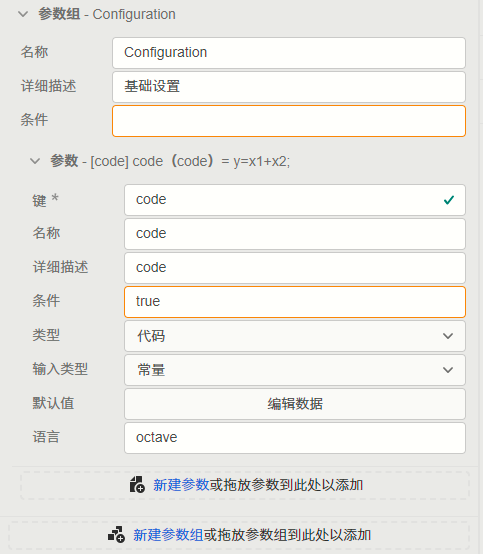 参数组 - Configuration
名称 Configuration
详细描述 基础设置
条件
参数 - [code] code（code）= y=x1+x2;
键 * code
名称 code
详细描述 code
条件 true
类型 代码
输入类型 常量
默认值 编辑数据
语言 octave
新建参数或拖放参数到此处以添加
新建参数组或拖放参数组到此处以添加